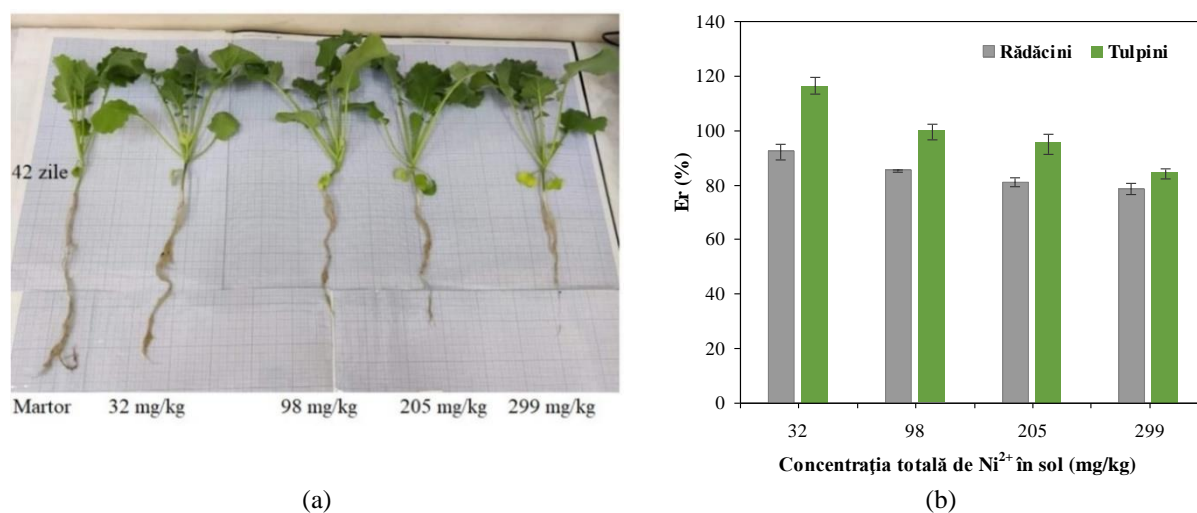 42 zile
Martor 32 mg/kg 98 mg/kg 205 mg/kg 299 mg/kg
(a)
140
120
100
80
60
40
20
0
Er (%)
Rădăcini Tulpini
32 98 205 299
Concentraţia totală de Ni²⁺ în sol (mg/kg)
(b)